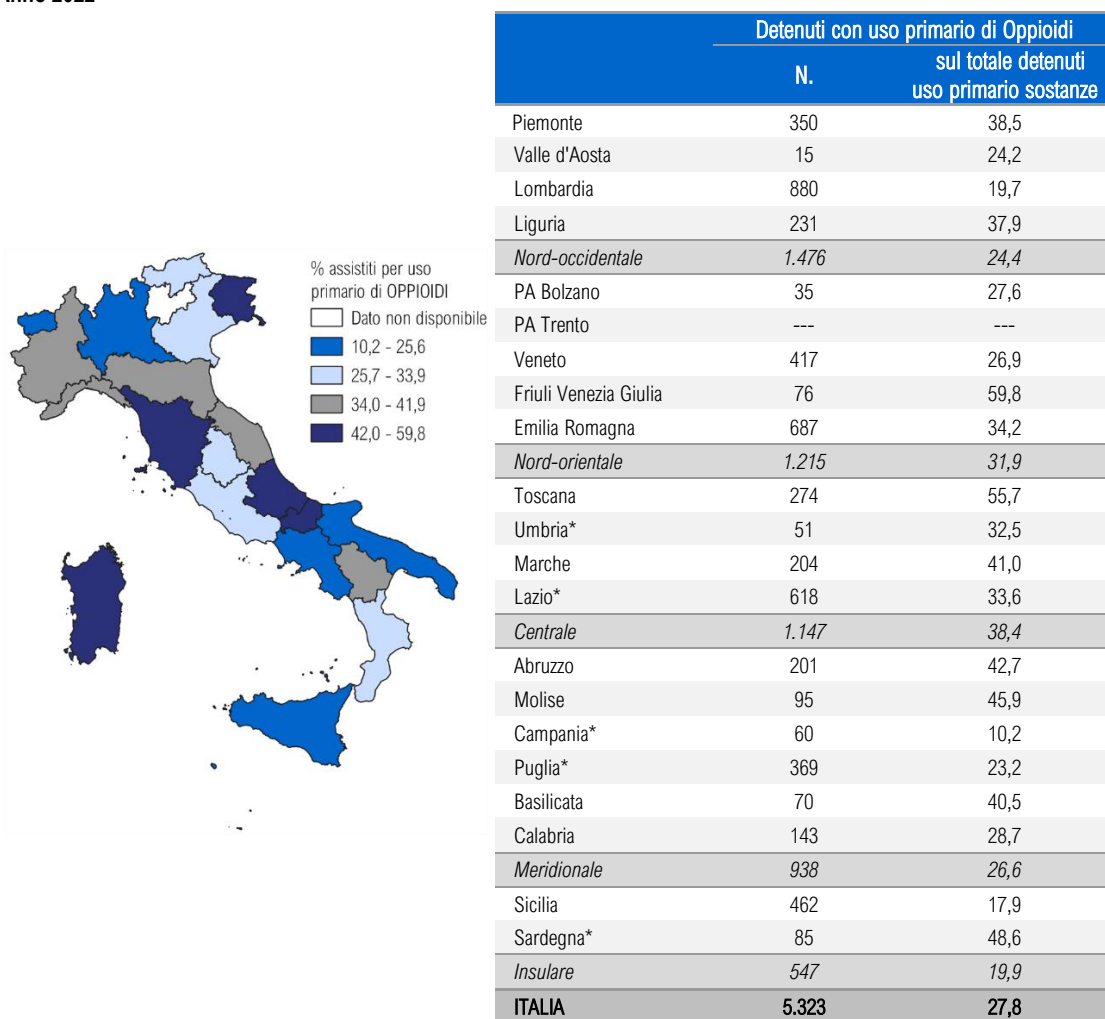 Detenuti con uso primario di Oppioidi
N.
sul totale detenuti
uso primario sostanze
Piemonte 350 38,5
Valle d'Aosta 15 24,2
Lombardia 880 19,7
Liguria 231 37,9
Nord-occidentale 1.476 24,4
PA Bolzano 35 27,6
PA Trento --- ---
Veneto 417 26,9
Friuli Venezia Giulia 76 59,8
Emilia Romagna 687 34,2
Nord-orientale 1.215 31,9
Toscana 274 55,7
Umbria* 51 32,5
Marche 204 41,0
Lazio* 618 33,6
Centrale 1.147 38,4
Abruzzo 201 42,7
Molise 95 45,9
Campania* 60 10,2
Puglia* 369 23,2
Basilicata 70 40,5
Calabria 143 28,7
Meridionale 938 26,6
Sicilia 462 17,9
Sardegna* 85 48,6
Insulare 547 19,9
ITALIA 5.323 27,8
% assistiti per uso
primario di OPPIOIDI
Dato non disponibile
10,2 - 25,6
25,7 - 33,9
34,0 - 41,9
42,0 - 59,8